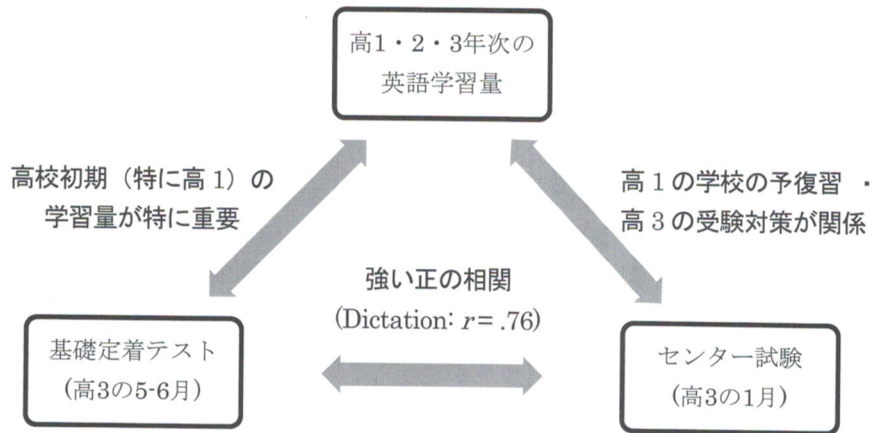 高1・2・3年次の
英語学習量
高校初期（特に高1）の
学習量が特に重要
高1の学校の予復習・
高3の受験対策が関係
強い正の相関
(Dictation: r= .76)
基礎定着テスト
(高3の5-6月)
センター試験
(高3の1月)